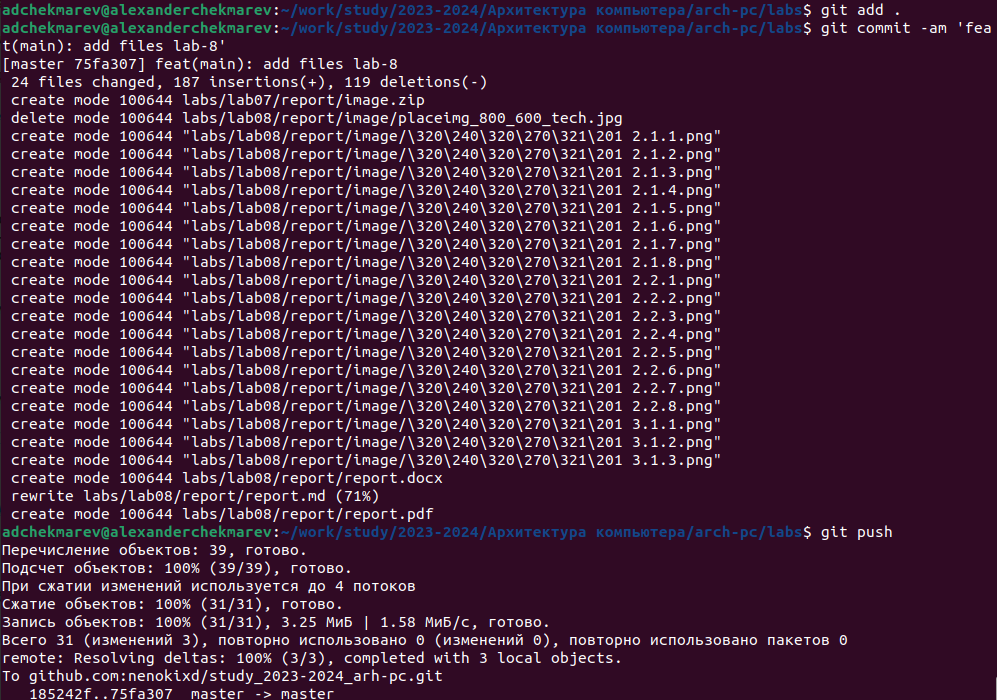 adchekmarev@alexanderchekmarev:~/work/study/2023-2024/Архитектура компьютера/arch-pc/labs$ git add .
adchekmarev@alexanderchekmarev:~/work/study/2023-2024/Архитектура компьютера/arch-pc/labs$ git commit -am 'fea
t(main): add files lab-8'
[master 75fa307] feat(main): add files lab-8
 24 files changed, 187 insertions(+), 119 deletions(-)
 create mode 100644 labs/lab07/report/image.zip
 delete mode 100644 labs/lab08/report/image/placeimg_800_600_tech.jpg
 create mode 100644 "labs/lab08/report/image/\320\240\320\270\321\201 2.1.1.png"
 create mode 100644 "labs/lab08/report/image/\320\240\320\270\321\201 2.1.2.png"
 create mode 100644 "labs/lab08/report/image/\320\240\320\270\321\201 2.1.3.png"
 create mode 100644 "labs/lab08/report/image/\320\240\320\270\321\201 2.1.4.png"
 create mode 100644 "labs/lab08/report/image/\320\240\320\270\321\201 2.1.5.png"
 create mode 100644 "labs/lab08/report/image/\320\240\320\270\321\201 2.1.6.png"
 create mode 100644 "labs/lab08/report/image/\320\240\320\270\321\201 2.1.7.png"
 create mode 100644 "labs/lab08/report/image/\320\240\320\270\321\201 2.1.8.png"
 create mode 100644 "labs/lab08/report/image/\320\240\320\270\321\201 2.2.1.png"
 create mode 100644 "labs/lab08/report/image/\320\240\320\270\321\201 2.2.2.png"
 create mode 100644 "labs/lab08/report/image/\320\240\320\270\321\201 2.2.3.png"
 create mode 100644 "labs/lab08/report/image/\320\240\320\270\321\201 2.2.4.png"
 create mode 100644 "labs/lab08/report/image/\320\240\320\270\321\201 2.2.5.png"
 create mode 100644 "labs/lab08/report/image/\320\240\320\270\321\201 2.2.6.png"
 create mode 100644 "labs/lab08/report/image/\320\240\320\270\321\201 2.2.7.png"
 create mode 100644 "labs/lab08/report/image/\320\240\320\270\321\201 2.2.8.png"
 create mode 100644 "labs/lab08/report/image/\320\240\320\270\321\201 3.1.1.png"
 create mode 100644 "labs/lab08/report/image/\320\240\320\270\321\201 3.1.2.png"
 create mode 100644 "labs/lab08/report/image/\320\240\320\270\321\201 3.1.3.png"
 create mode 100644 labs/lab08/report/report.docx
 rewrite labs/lab08/report/report.md (71%)
 create mode 100644 labs/lab08/report/report.pdf
adchekmarev@alexanderchekmarev:~/work/study/2023-2024/Архитектура компьютера/arch-pc/labs$ git push
Перечисление объектов: 39, готово.
Подсчет объектов: 100% (39/39), готово.
При сжатии изменений используется до 4 потоков
Сжатие объектов: 100% (31/31), готово.
Запись объектов: 100% (31/31), 3.25 МиБ | 1.58 МиБ/с, готово.
Всего 31 (изменений 3), повторно использовано 0 (изменений 0), повторно использовано пакетов 0
remote: Resolving deltas: 100% (3/3), completed with 3 local objects.
To github.com:nenokixd/study_2023-2024_arh-pc.git
   185242f..75fa307  master -> master